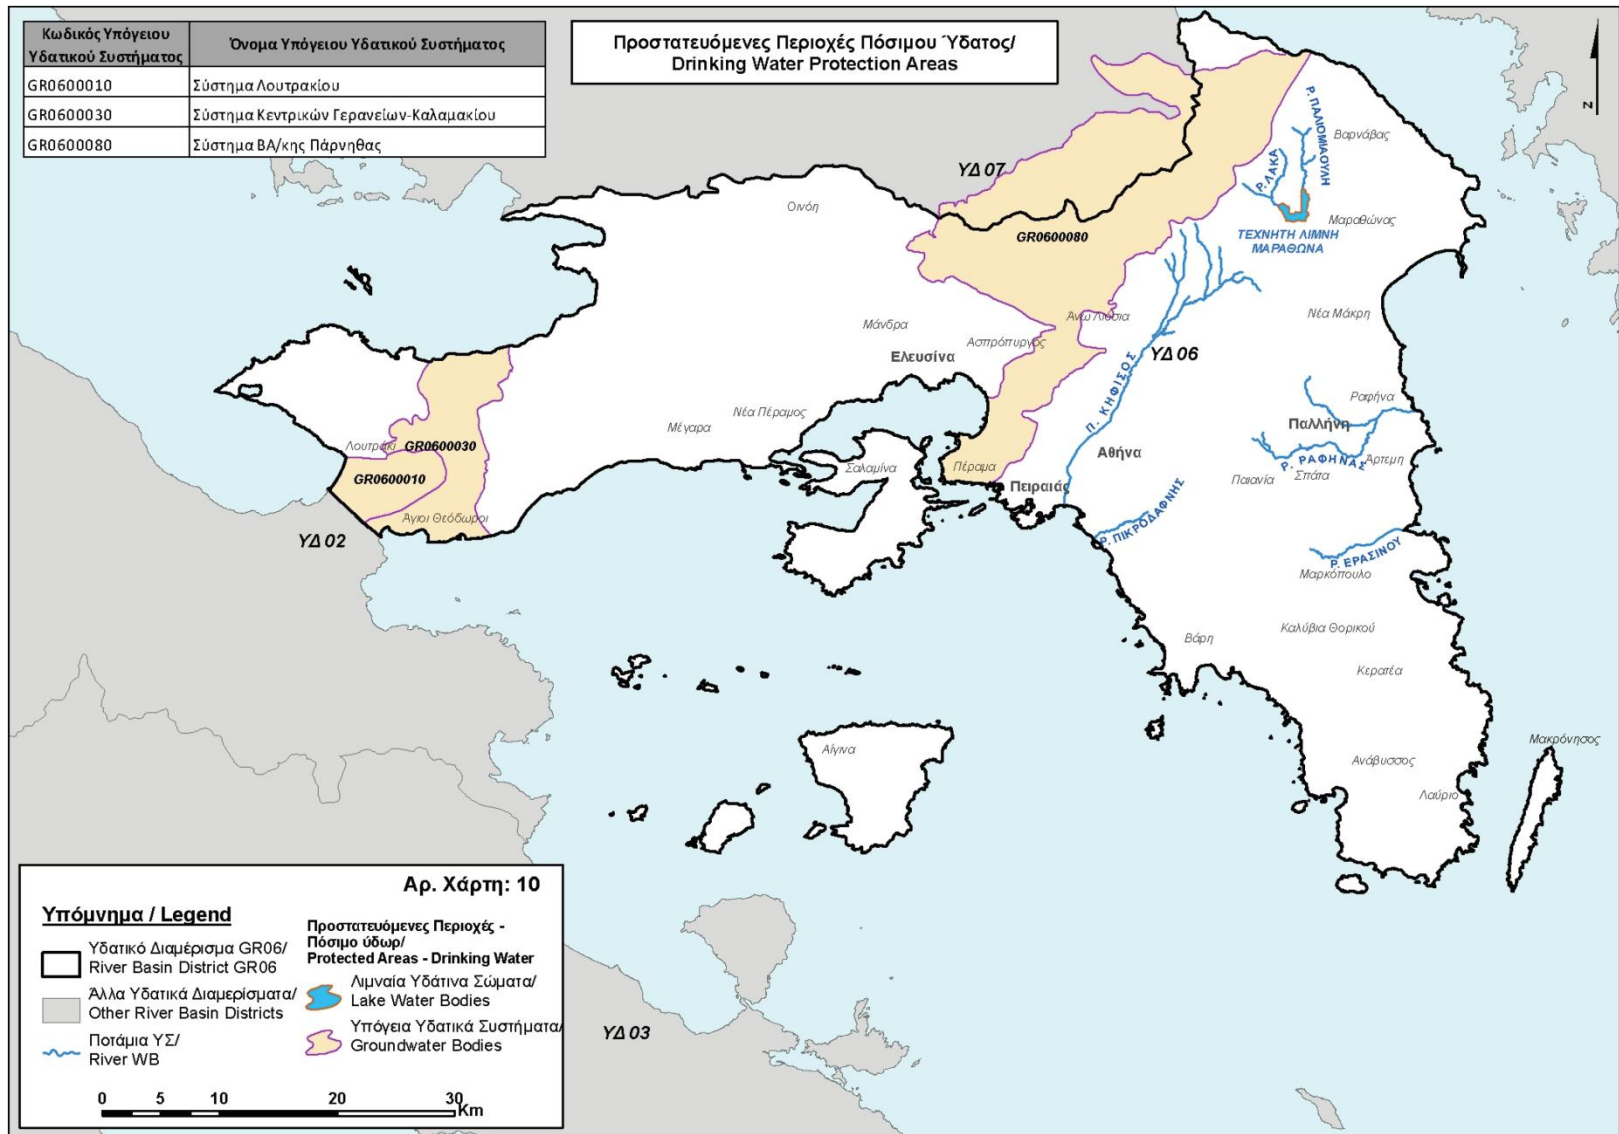 Κωδικός Υπόγειου
Υδατικού Συστήματος
Όνομα Υπόγειου Υδατικού Συστήματος
GR0600010 Σύστημα Λουτρακίου
GR0600030 Σύστημα Κεντρικών Γερανείων-Καλαμακίου
GR0600080 Σύστημα ΒΑ/κης Πάρνηθας
Προστατευόμενες Περιοχές Πόσιμου Ύδατος/
Drinking Water Protection Areas
N
ΥΔ 07
Ρ. ΠΑΛΙΟΜΙΑΟΥΛΗ
Βαρνάβας
Ρ. ΛΑΚΑ
Οινόη
Μαραθώνας
GR0600080
ΤΕΧΝΗΤΗ ΛΙΜΝΗ
ΜΑΡΑΘΩΝΑ
Μάνδρα
Άνω Λιόσια
Νέα Μάκρη
Ασπρόπυργος
Ελευσίνα
ΥΔ 06
Π. ΚΗΦΙΣΟΣ
Ραφήνα
Νέα Πέραμος
Μέγαρα
Παλλήνη
Λουτράκι
GR0600030
Αθήνα
Άρτεμη
Ρ. ΡΑΦΗΝΑΣ
Σαλαμίνα
Πέραμα
GR0600010
Παιανία
Σπάτα
Πειραιάς
Άγιοι Θεόδωροι
Ρ. ΠΙΚΡΟΔΑΦΝΗΣ
ΥΔ 02
Ρ. ΕΡΑΣΙΝΟΥ
Μαρκόπουλο
Καλύβια Θορικού
Βάρη
Κερατέα
Μακρόνησος
Αίγινα
Ανάβυσσος
Λαύριο
Αρ. Χάρτη: 10
Υπόμνημα / Legend
Υδατικό Διαμέρισμα GR06/
River Basin District GR06
Άλλα Υδατικά Διαμερίσματα/
Other River Basin Districts
Ποτάμια ΥΣ/
River WB
Προστατευόμενες Περιοχές -
Πόσιμο ύδωρ/
Protected Areas - Drinking Water
Λιμναία Υδάτινα Σώματα/
Lake Water Bodies
Υπόγεια Υδατικά Συστήματα/
Groundwater Bodies
0 5 10 20 30
Km
ΥΔ 03